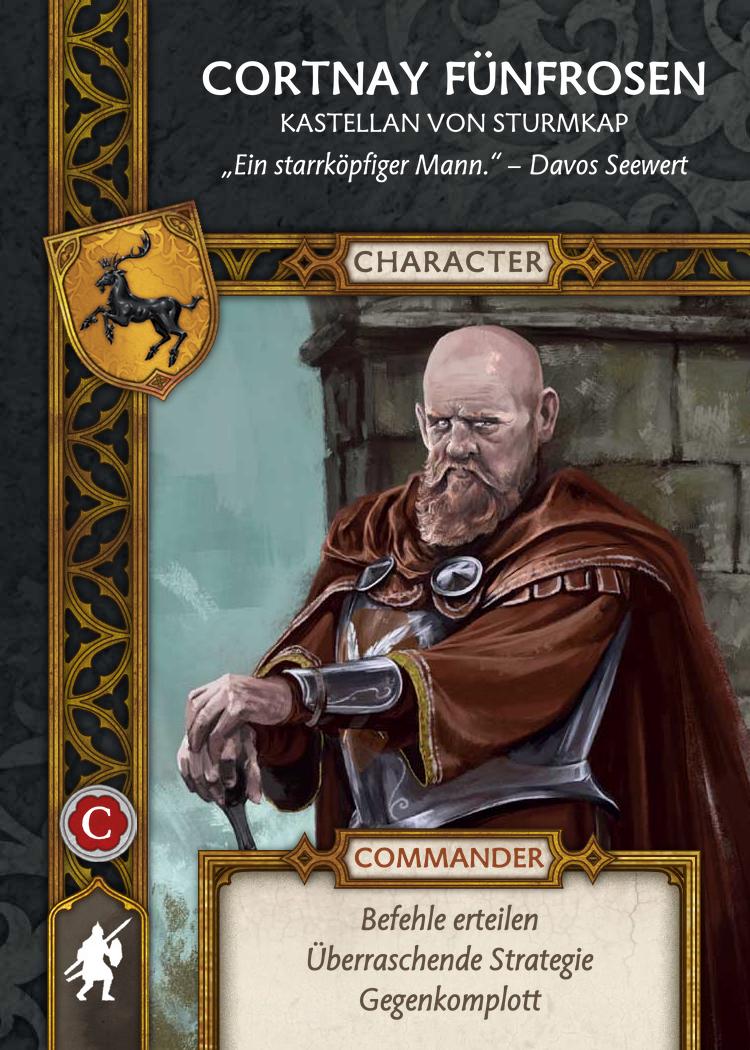 CORTNAY FÜNFROSEN
KASTELLAN VON STURMKAP
„Ein starrköpfiger Mann.“ – Davos Seewert
CHARACTER
C
COMMANDER
Befehle erteilen
Überraschende Strategie
Gegenkomplott